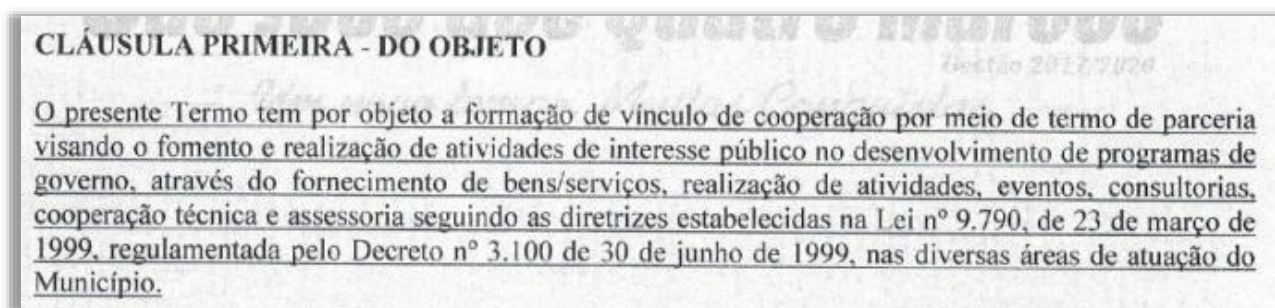 CLÁUSULA PRIMEIRA - DO OBJETO
Gestão 2017/2020
O presente Termo tem por objeto a formação de vínculo de cooperação por meio de termo de parceria
visando o fomento e realização de atividades de interesse público no desenvolvimento de programas de
governo, através do fornecimento de bens/serviços, realização de atividades, eventos, consultorias,
cooperação técnica e assessoria seguindo as diretrizes estabelecidas na Lei nº 9.790, de 23 de março de
1999, regulamentada pelo Decreto nº 3.100 de 30 de junho de 1999, nas diversas áreas de atuação do
Município.